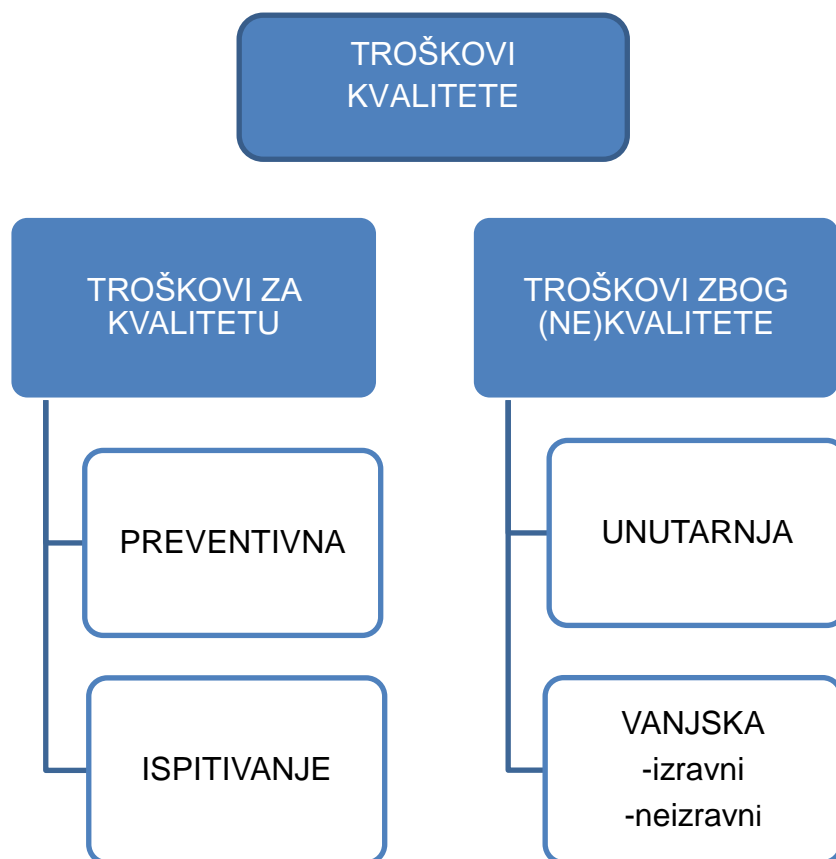 TROŠKOVI
KVALITETE
TROŠKOVI ZA
KVALITETU
PREVENTIVNA
ISPITIVANJE
TROŠKOVI ZBOG
(NE)KVALITETE
UNUTARNJA
VANJSKA
-izravni
-neizravni